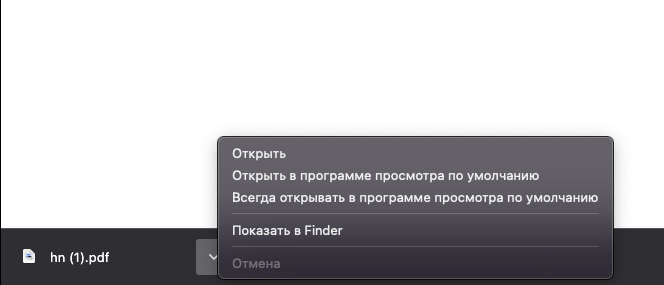 Открыть
Открыть в программе просмотра по умолчанию
Всегда открывать в программе просмотра по умолчанию
Показать в Finder
Отмена
hn (1).pdf